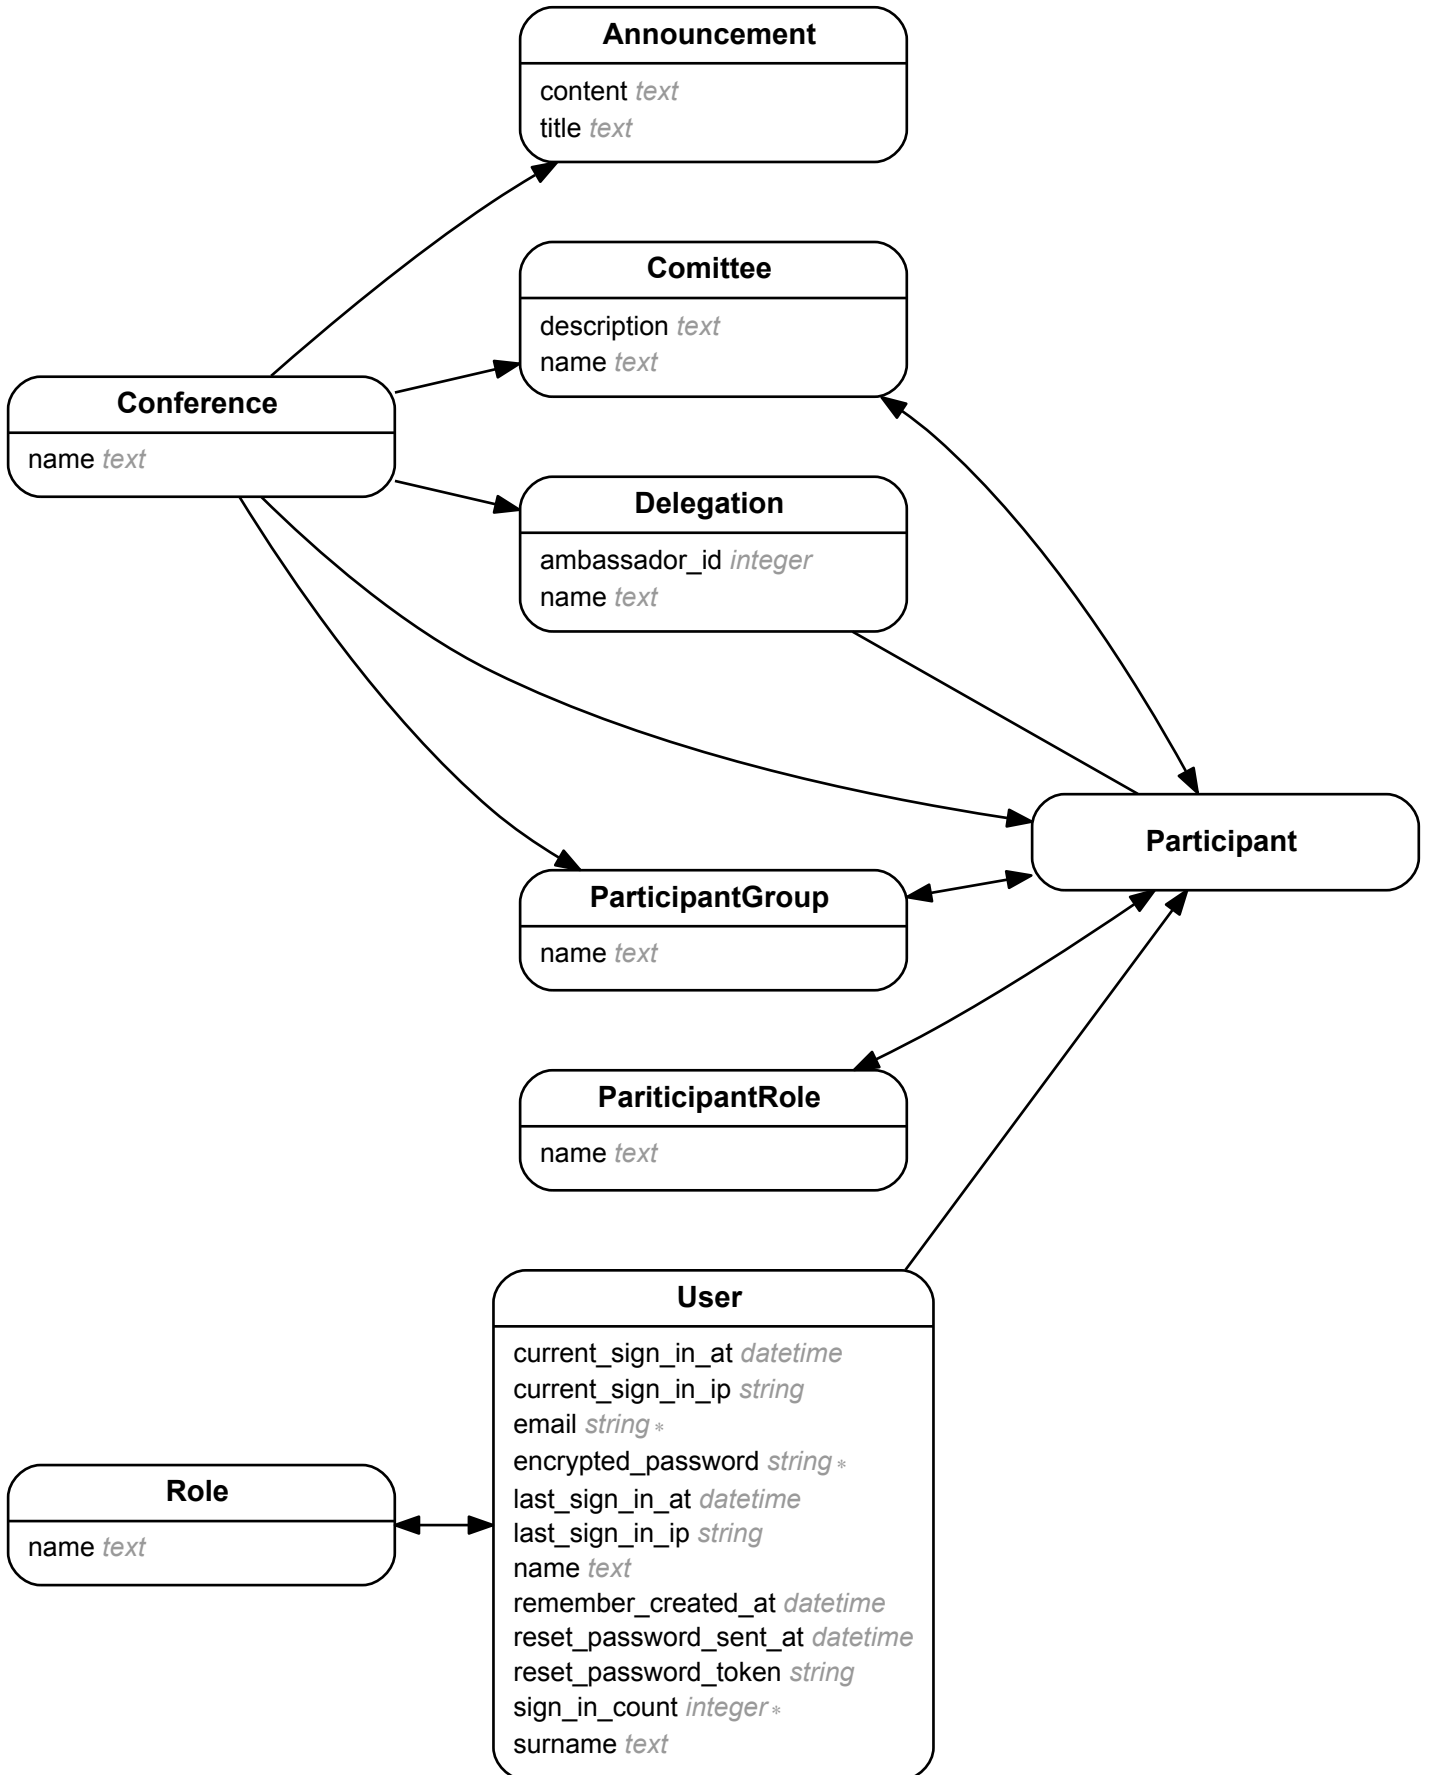 Announcement
content text
title text
Comittee
description text
name text
Conference
name text
Delegation
ambassador_id integer
name text
Participant
ParticipantGroup
name text
PariticipantRole
name text
User
current_sign_in_at datetime
current_sign_in_ip string
email string *
encrypted_password string *
last_sign_in_at datetime
last_sign_in_ip string
name text
remember_created_at datetime
reset_password_sent_at datetime
reset_password_token string
sign_in_count integer *
surname text
Role
name text